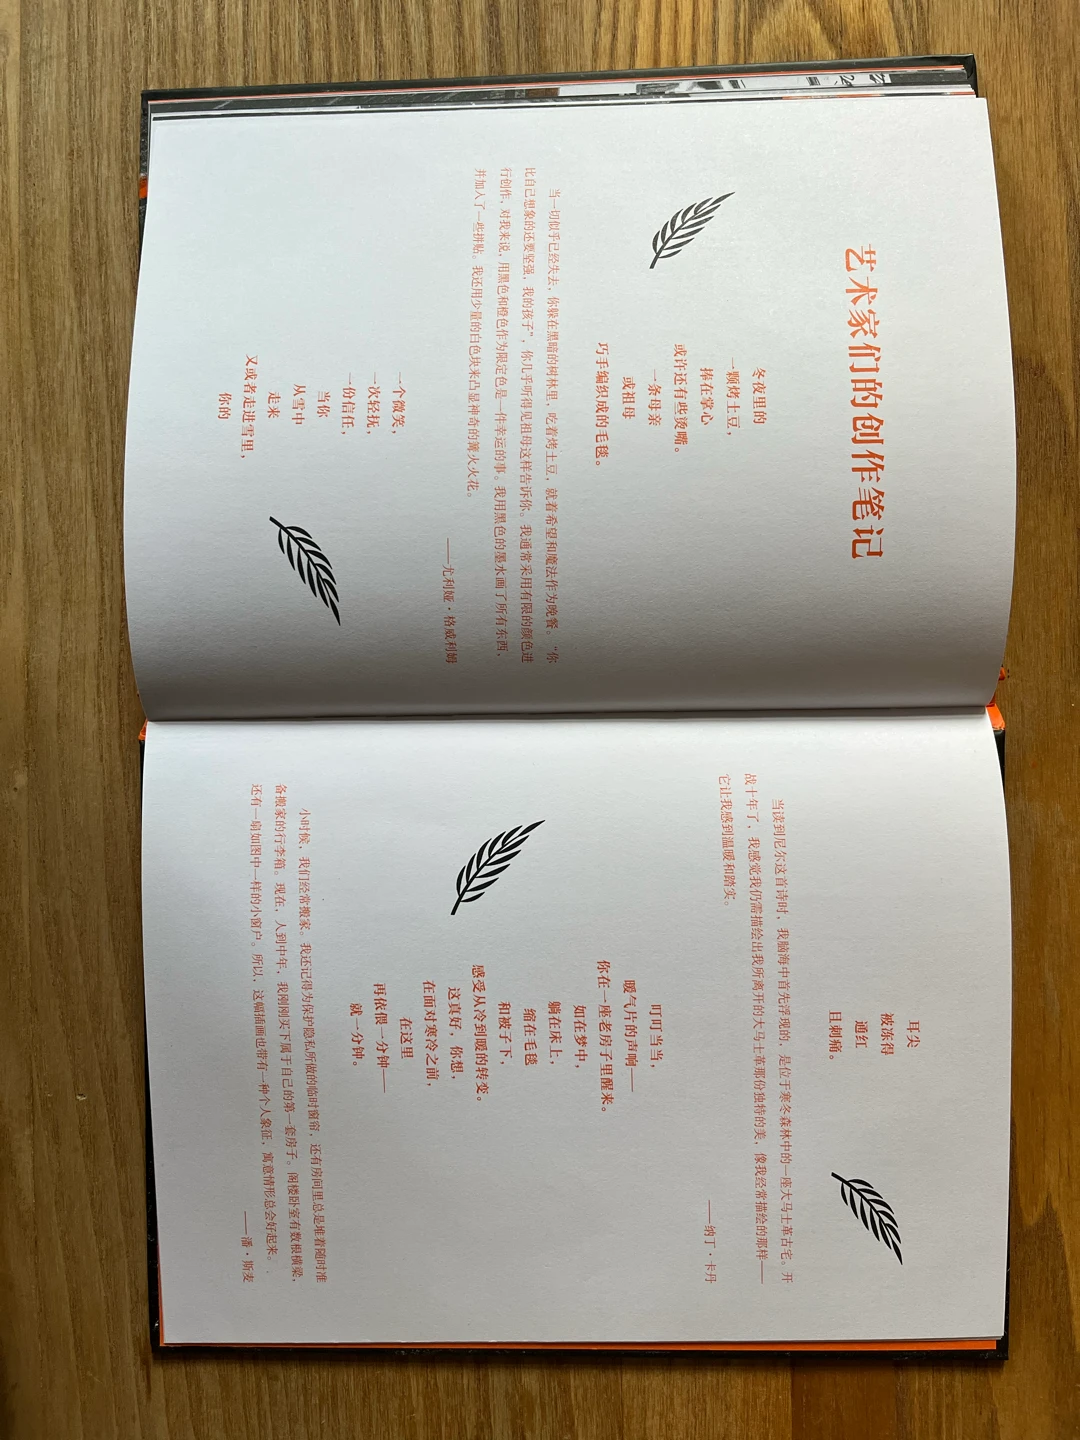 艺术家们的创作笔记
冬夜里的
一颗烤土豆，
捧在掌心
或许还有些烫嘴。
一条母亲
或祖母
巧手编织成的毛毯。
当一切似乎已经失去，你躲在黑暗的树林里，吃着烤土豆，就着希望和魔法作为晚餐。“你
比自己想象的还要坚强，我的孩子”，你几乎听得见祖母这样告诉你。我通常采用有限的颜色进
行创作，对我来说，用黑色和橙色作为限定色是一件幸运的事。我用黑色的墨水画了所有东西，
并加入了一些拼贴。我还用少量的白色块来凸显神奇的篝火火花。
——尤利娅·格威利姆
一个微笑，
一次轻抚，
一份信任，
当你
从雪中
走来
又或者走进雪里，
你的
耳尖
被冻得
通红
且刺痛。
当读到尼尔这首诗时，我脑海中首先浮现的，是位于寒冬森林中的一座大马士革古宅。开
战十年了，我感觉我仍需描绘出我所离开的大马士革那份独特的美，像我经常描绘的那样——
它让我感到温暖和踏实。
——纳丁·卡丹
叮叮当当，
暖气片的声响——
你在一座老房子里醒来。
如在梦中，
躺在床上，
缩在毛毯
和被子下，
感受从冷到暖的转变。
这真好，你想，
在面对寒冷之前，
在这里
再依偎一分钟——
就一分钟。
小时候，我们经常搬家。我还记得为保护隐私所做的临时窗帘，还有房间里总是堆着随时准
备搬家的行李箱。现在，人到中年，我刚刚买下属于自己的第一套房子。阁楼卧室有数根横梁，
还有一扇如图中一样的小窗户。所以，这幅插画也带有一种个人象征，寓意情形总会好起来。
——潘·斯麦